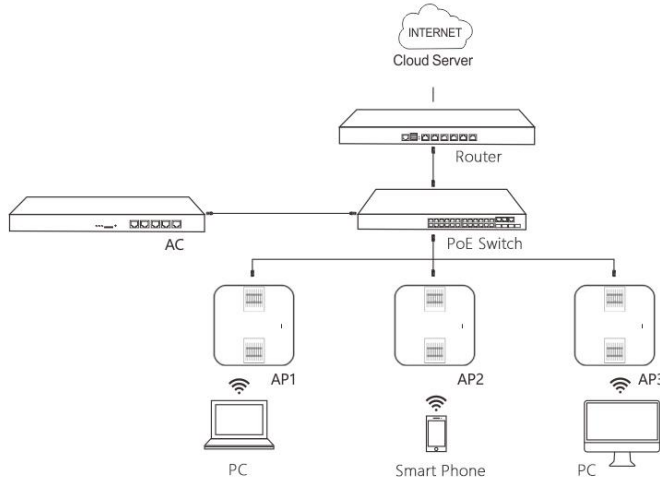 INTERNET
Cloud Server
Router
AC
PoE Switch
AP1
AP2
AP3
PC
Smart Phone
PC